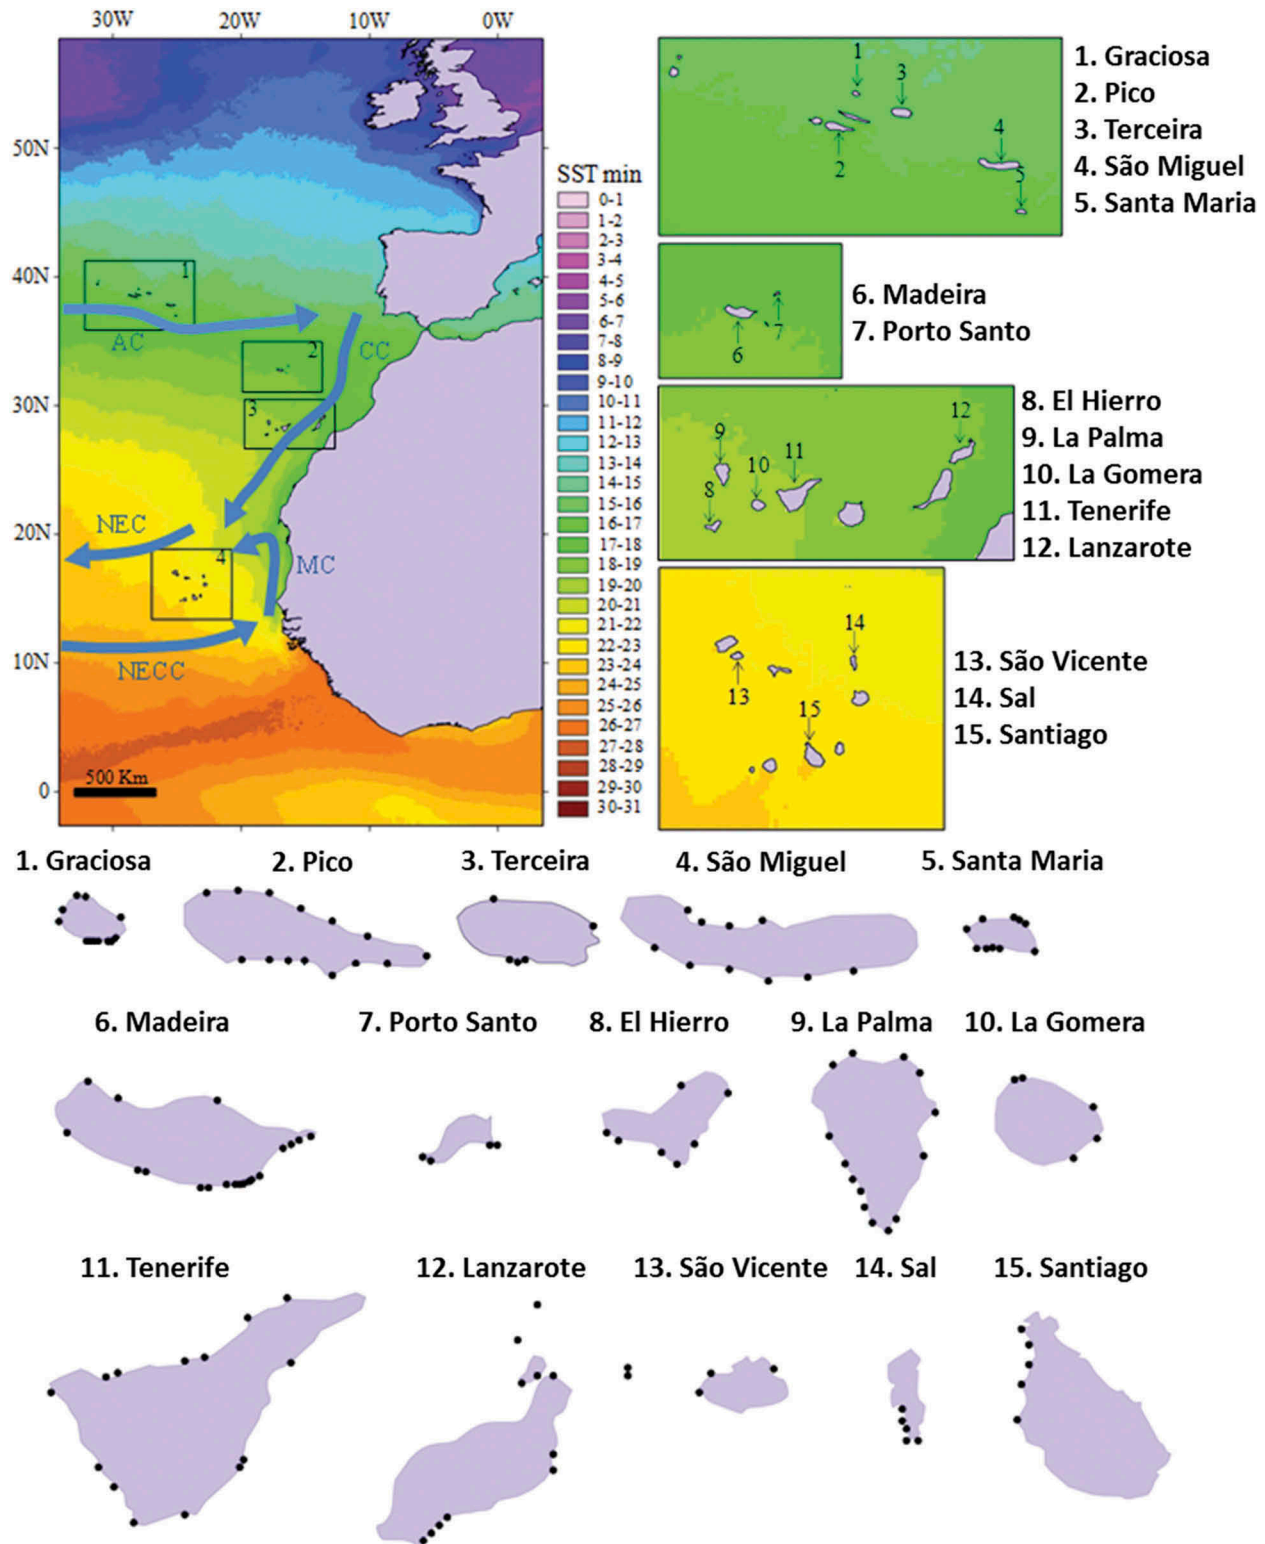 30W 20W 10W 0W
50N
40N
30N
20N
10N
0
1
2
3
4
AC
CC
NEC
MC
NECC
500 Km
SST min
0-1
1-2
2-3
3-4
4-5
5-6
6-7
7-8
8-9
9-10
10-11
11-12
12-13
13-14
14-15
15-16
16-17
17-18
18-19
19-20
20-21
21-22
22-23
23-24
24-25
25-26
26-27
27-28
28-29
29-30
30-31
1
3
2
4
5
1. Graciosa
2. Pico
3. Terceira
4. São Miguel
5. Santa Maria
6
7
6. Madeira
7. Porto Santo
12
9
11
10
8
8. El Hierro
9. La Palma
10. La Gomera
11. Tenerife
12. Lanzarote
14
13
15
13. São Vicente
14. Sal
15. Santiago
1. Graciosa 2. Pico 3. Terceira 4. São Miguel 5. Santa Maria
6. Madeira 7. Porto Santo 8. El Hierro 9. La Palma 10. La Gomera
11. Tenerife 12. Lanzarote 13. São Vicente 14. Sal 15. Santiago